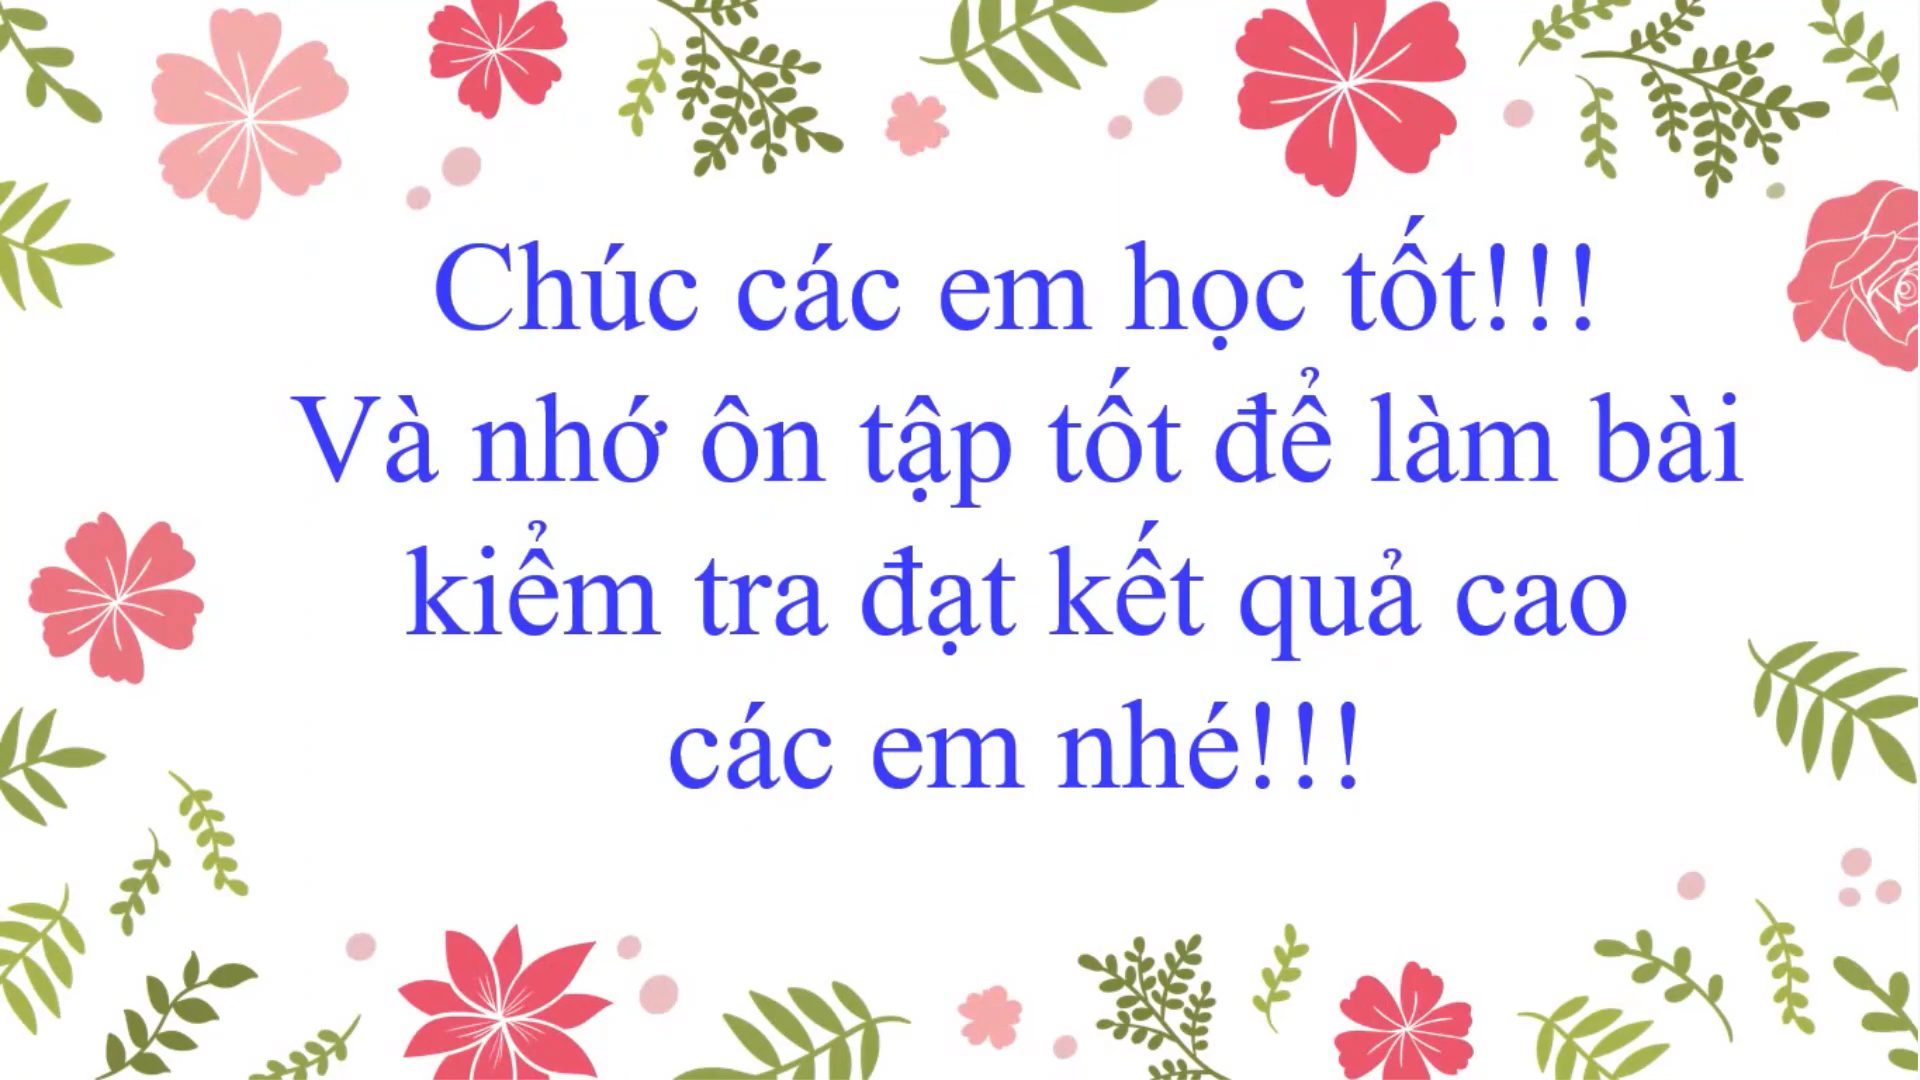 Chúc các em học tốt!!!
Và nhớ ôn tập tốt để làm bài
kiểm tra đạt kết quả cao
các em nhé!!!